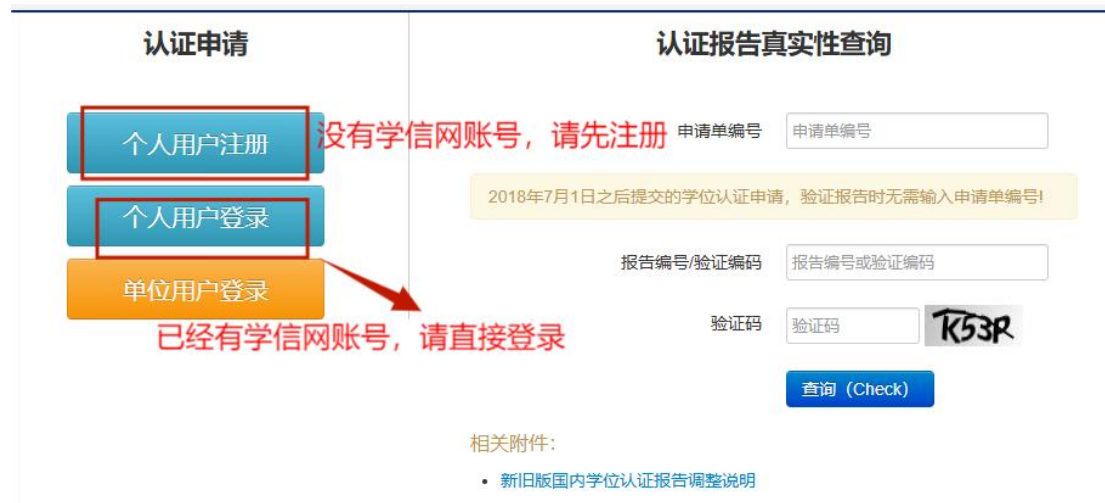 认证申请
个人用户注册
没有学信网账号，请先注册
个人用户登录
单位用户登录
已经有学信网账号，请直接登录
认证报告真实性查询
申请单编号
申请单编号
2018年7月1日之后提交的学位认证申请，验证报告时无需输入申请单编号!
报告编号/验证编码
报告编号或验证编码
验证码
验证码
K53R
查询（Check）
相关附件：
• 新旧版国内学位认证报告调整说明